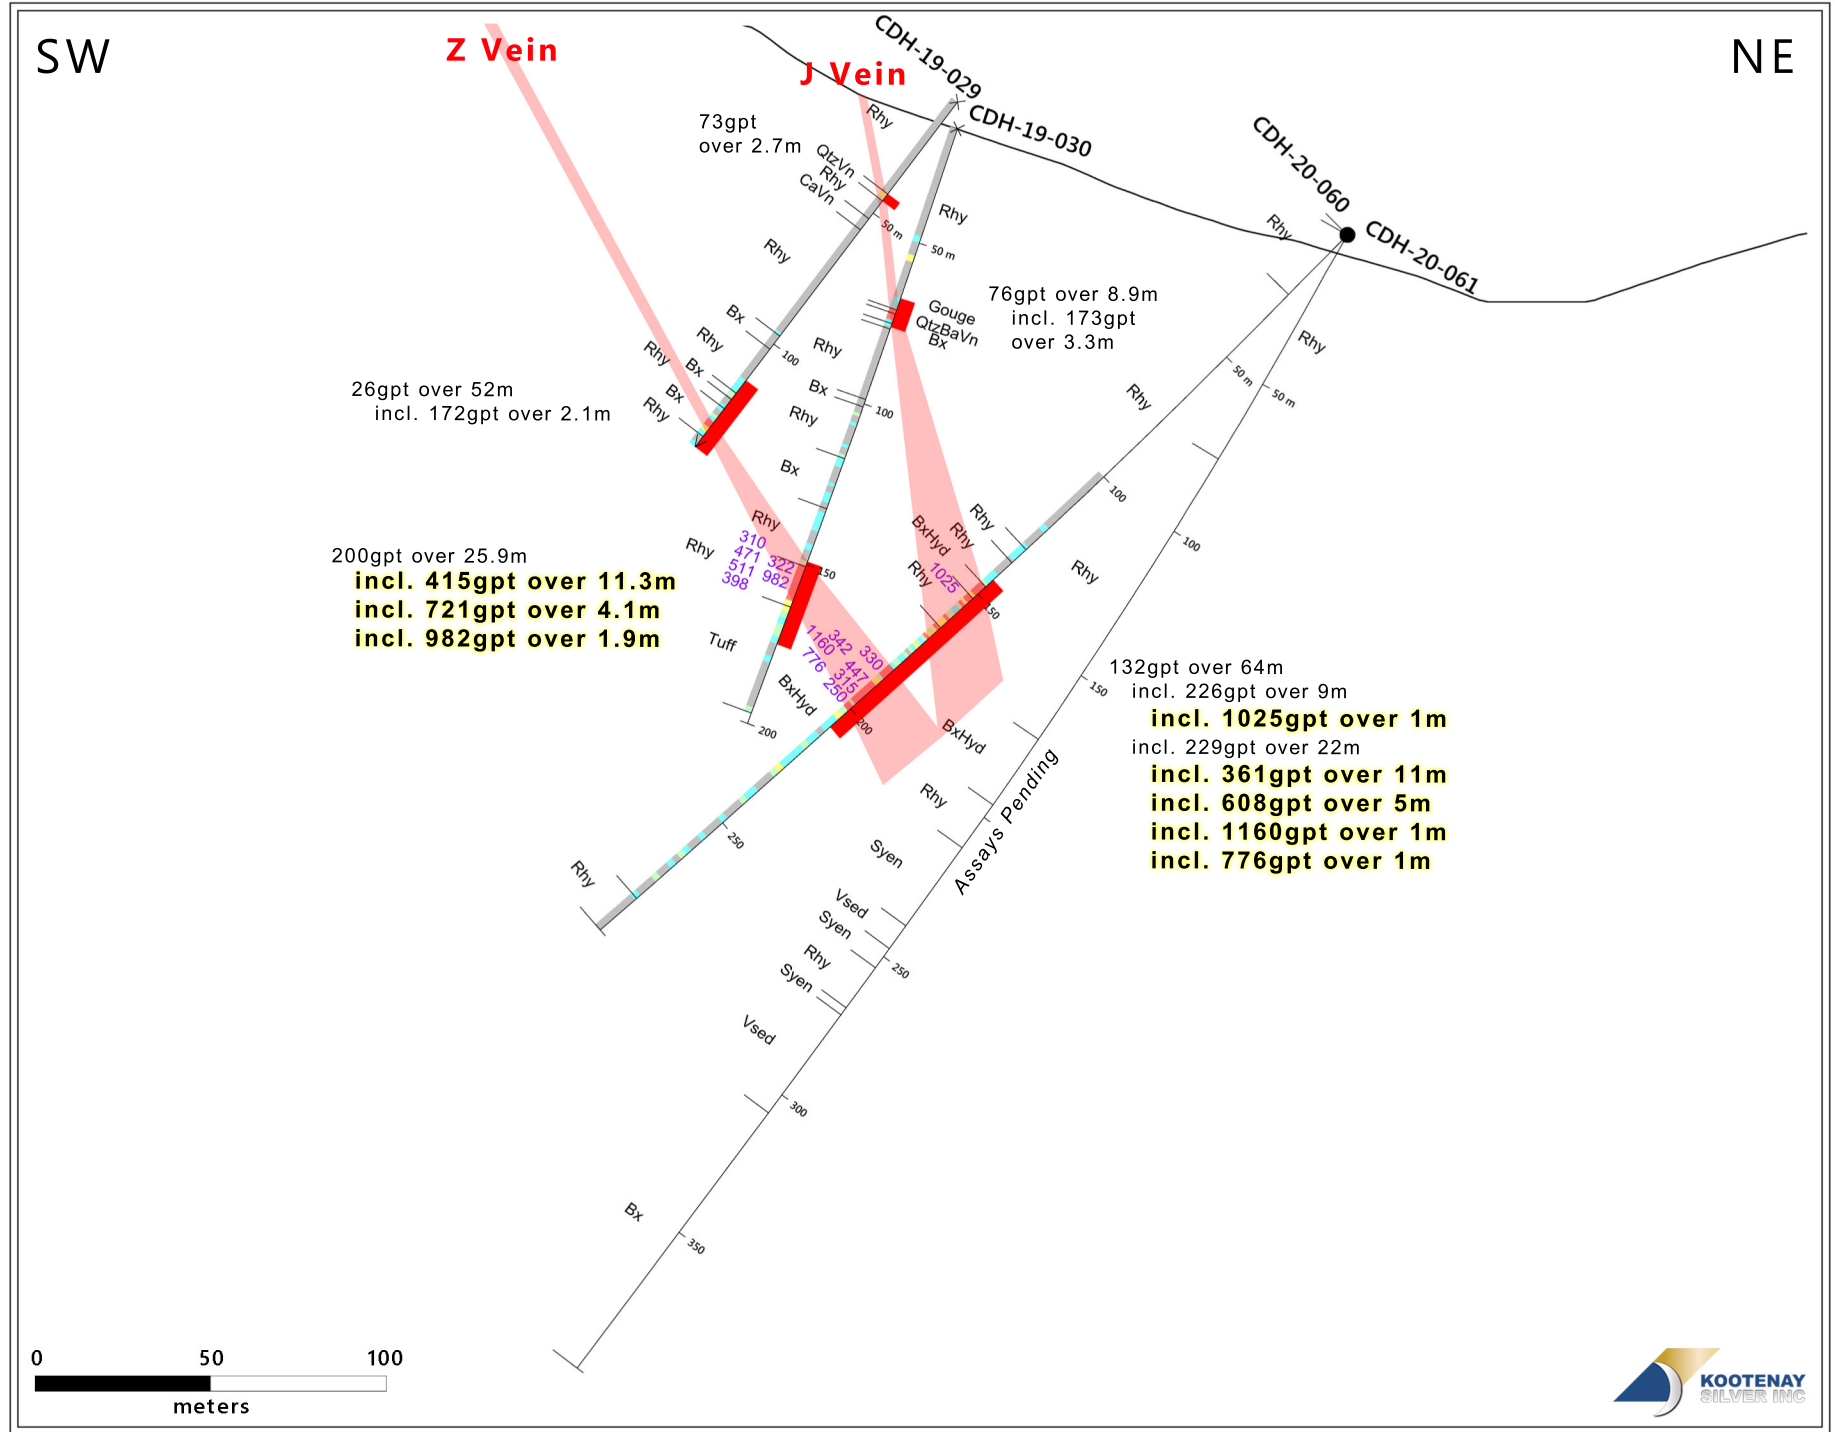 SW
Z Vein
J Vein
CDH-19-029
CDH-19-030
CDH-20-060
CDH-20-061
NE
73gpt
over 2.7m
Rhy
QtzVn
Rhy
CaVn
50 m
Rhy
Bx
Rhy
100
Rhy
Bx
Bx
Rhy
26gpt over 52m
incl. 172gpt over 2.1m
Rhy
50 m
Gouge
QtzBaVn
Bx
76gpt over 8.9m
incl. 173gpt
over 3.3m
Rhy
Bx
100
Rhy
Bx
Rhy
Rhy
310
471 322
511 982
398
150
Tuff
200
200gpt over 25.9m
incl. 415gpt over 11.3m
incl. 721gpt over 4.1m
incl. 982gpt over 1.9m
Rhy
50 m
Rhy
100
Rhy
Rhy
BxHyd
Rhy
1025
150
342 330
1160 447
776 315
250
BxHyd
200
250
Rhy
Rhy
50 m
100
Rhy
150
BxHyd
Rhy
Assays Pending
Syen
Vsed
Syen
Rhy
250
Syen
Vsed
300
Bx
350
132gpt over 64m
incl. 226gpt over 9m
incl. 1025gpt over 1m
incl. 229gpt over 22m
incl. 361gpt over 11m
incl. 608gpt over 5m
incl. 1160gpt over 1m
incl. 776gpt over 1m
0 50 100
meters
KOOTENAY
SILVER INC